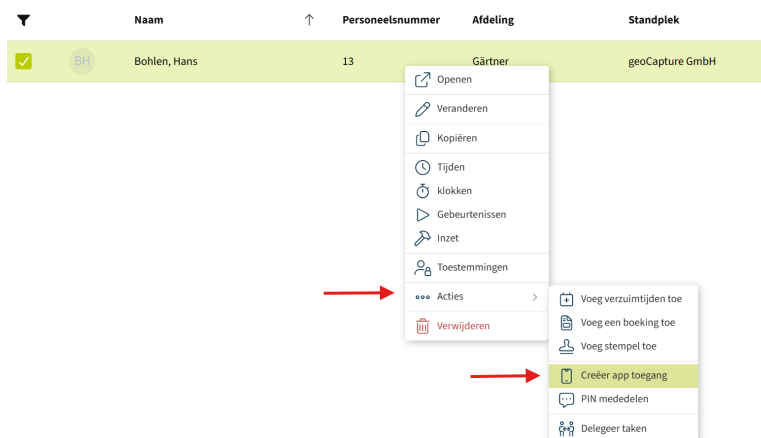 Naam Personeelsnummer Afdeling Standplek
BH Bohlen, Hans 13 Gärtner geoCapture GmbH
Openen
Veranderen
Kopiëren
Tijden
klokken
Gebeurtenissen
Inzet
Toestemmingen
Acties
Verwijderen
Voeg verzuimtijden toe
Voeg een boeking toe
Voeg stempel toe
Creëer app toegang
PIN mededelen
Delegeer taken